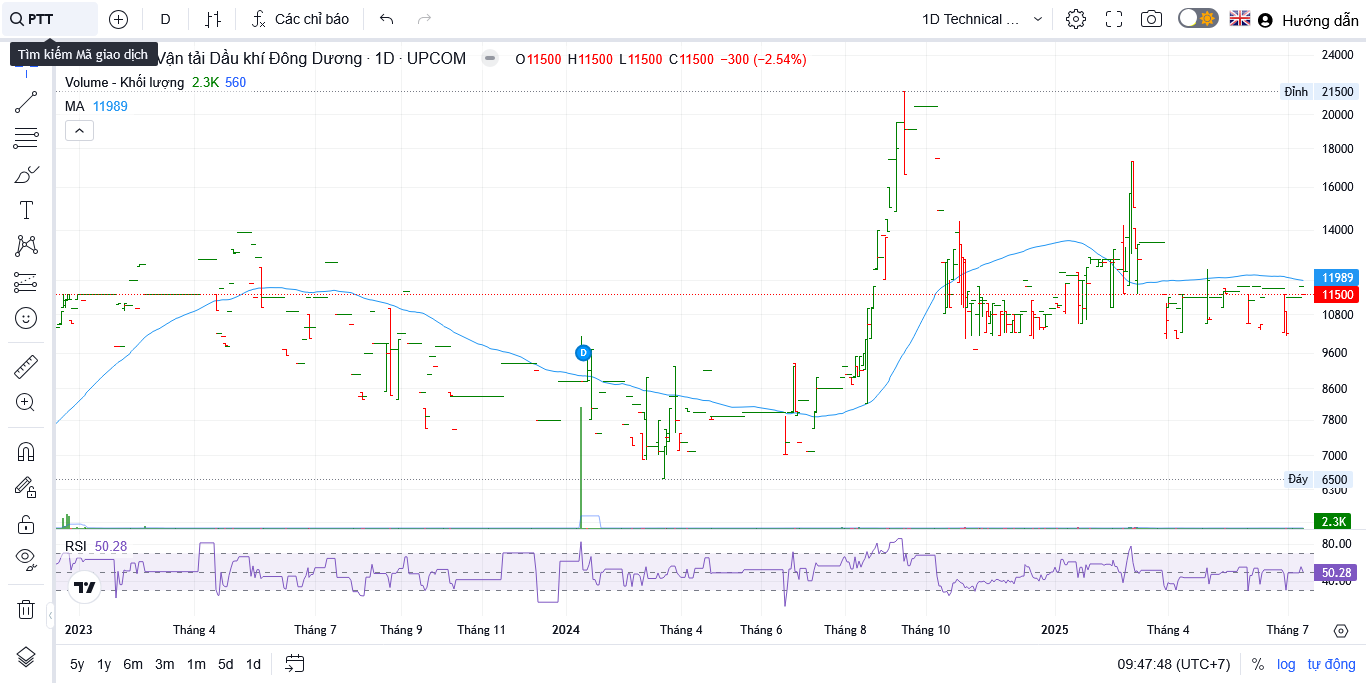 PTT
D
Các chỉ báo
1D Technical ...
Hướng dẫn
Tìm kiếm Mã giao dịch
Vận tải Dầu khí Đông Dương · 1D · UPCOM
O11500 H11500 L11500 C11500 −300 (−2.54%)
Volume - Khối lượng 2.3K 560
MA 11989
24000
Đỉnh 21500
20000
18000
16000
14000
11989
11500
10800
9600
8600
7800
7000
Đáy 6500
6300
D
2.3K
RSI 50.28
80.00
50.28
40.00
2023 Tháng 4 Tháng 7 Tháng 9 Tháng 11 2024 Tháng 4 Tháng 6 Tháng 8 Tháng 10 2025 Tháng 4 Tháng 7
5y 1y 6m 3m 1m 5d 1d
09:47:48 (UTC+7) % log tự động